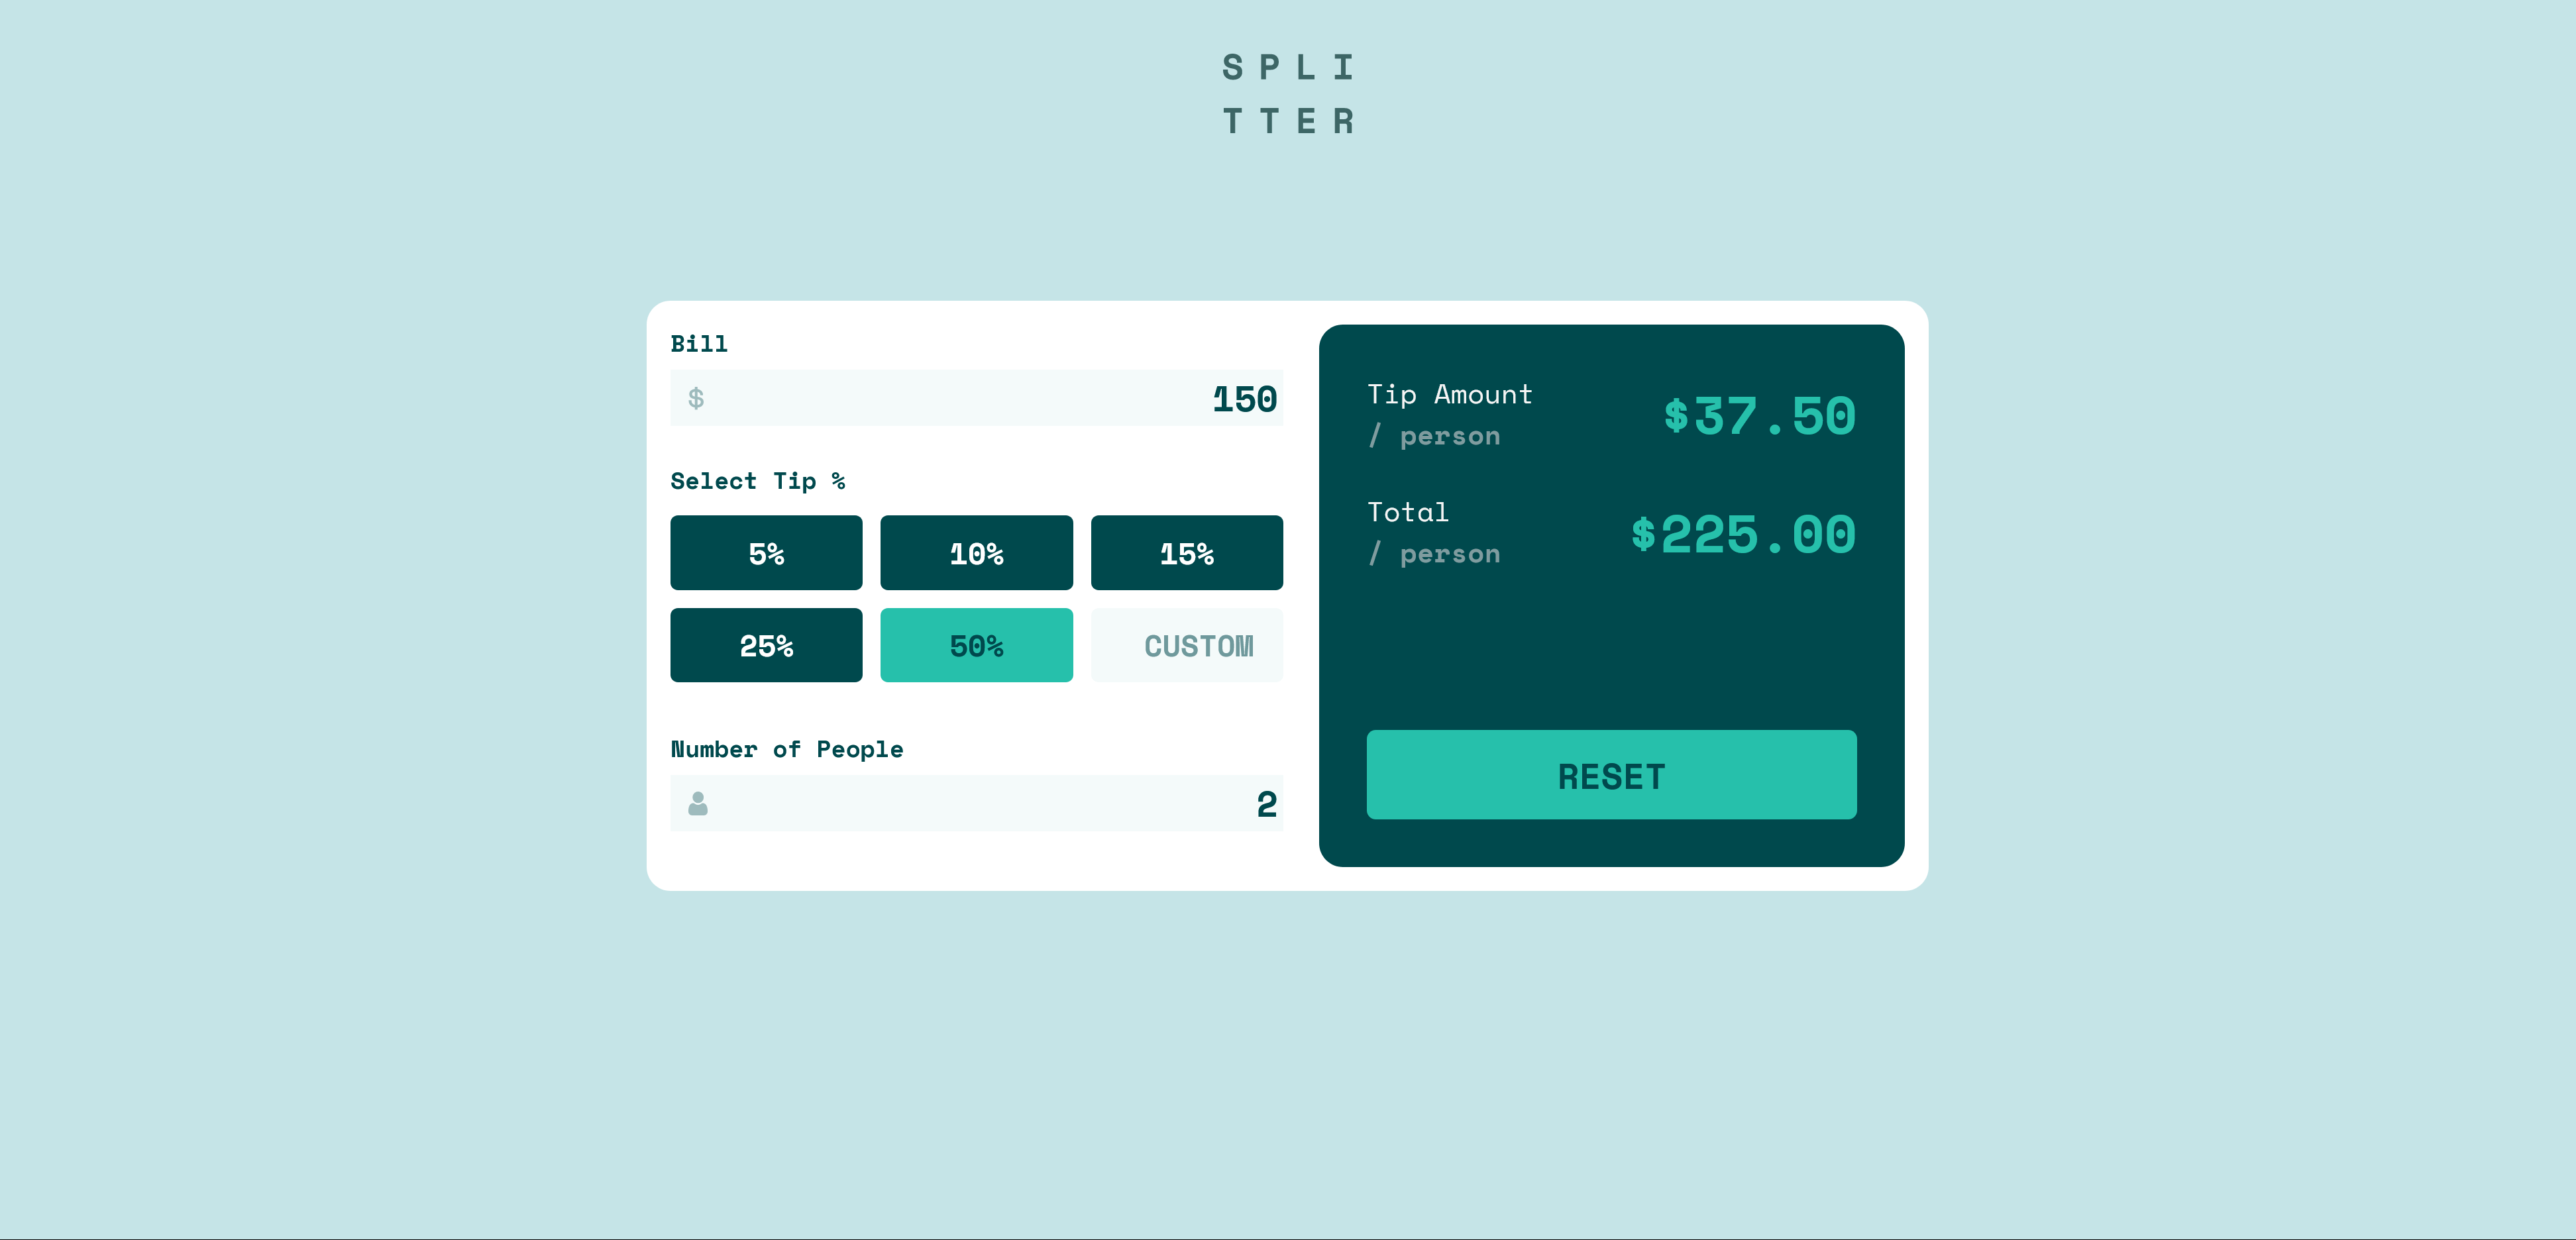 SPLI
TTER
Bill
$ 150
Select Tip %
5% 10% 15%
25% 50% CUSTOM
Number of People
2
Tip Amount
/ person
$37.50
Total
/ person
$225.00
RESET